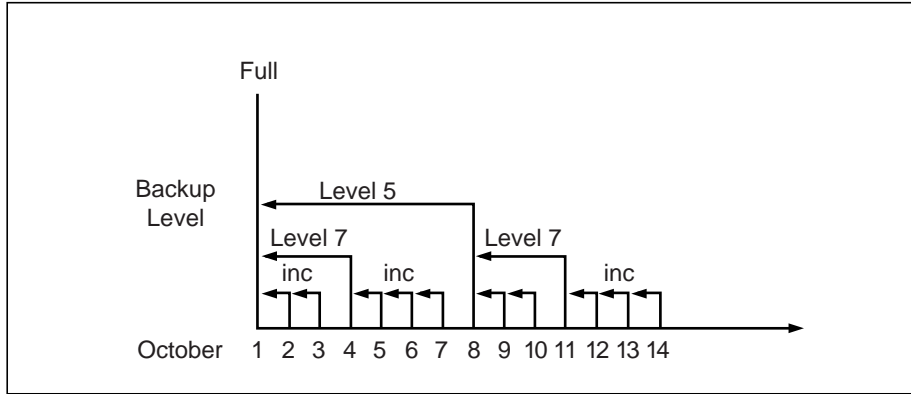 Full
Backup
Level
Level 5
Level 7
Level 7
inc
inc
October 1 2 3 4 5 6 7 8 9 10 11 12 13 14